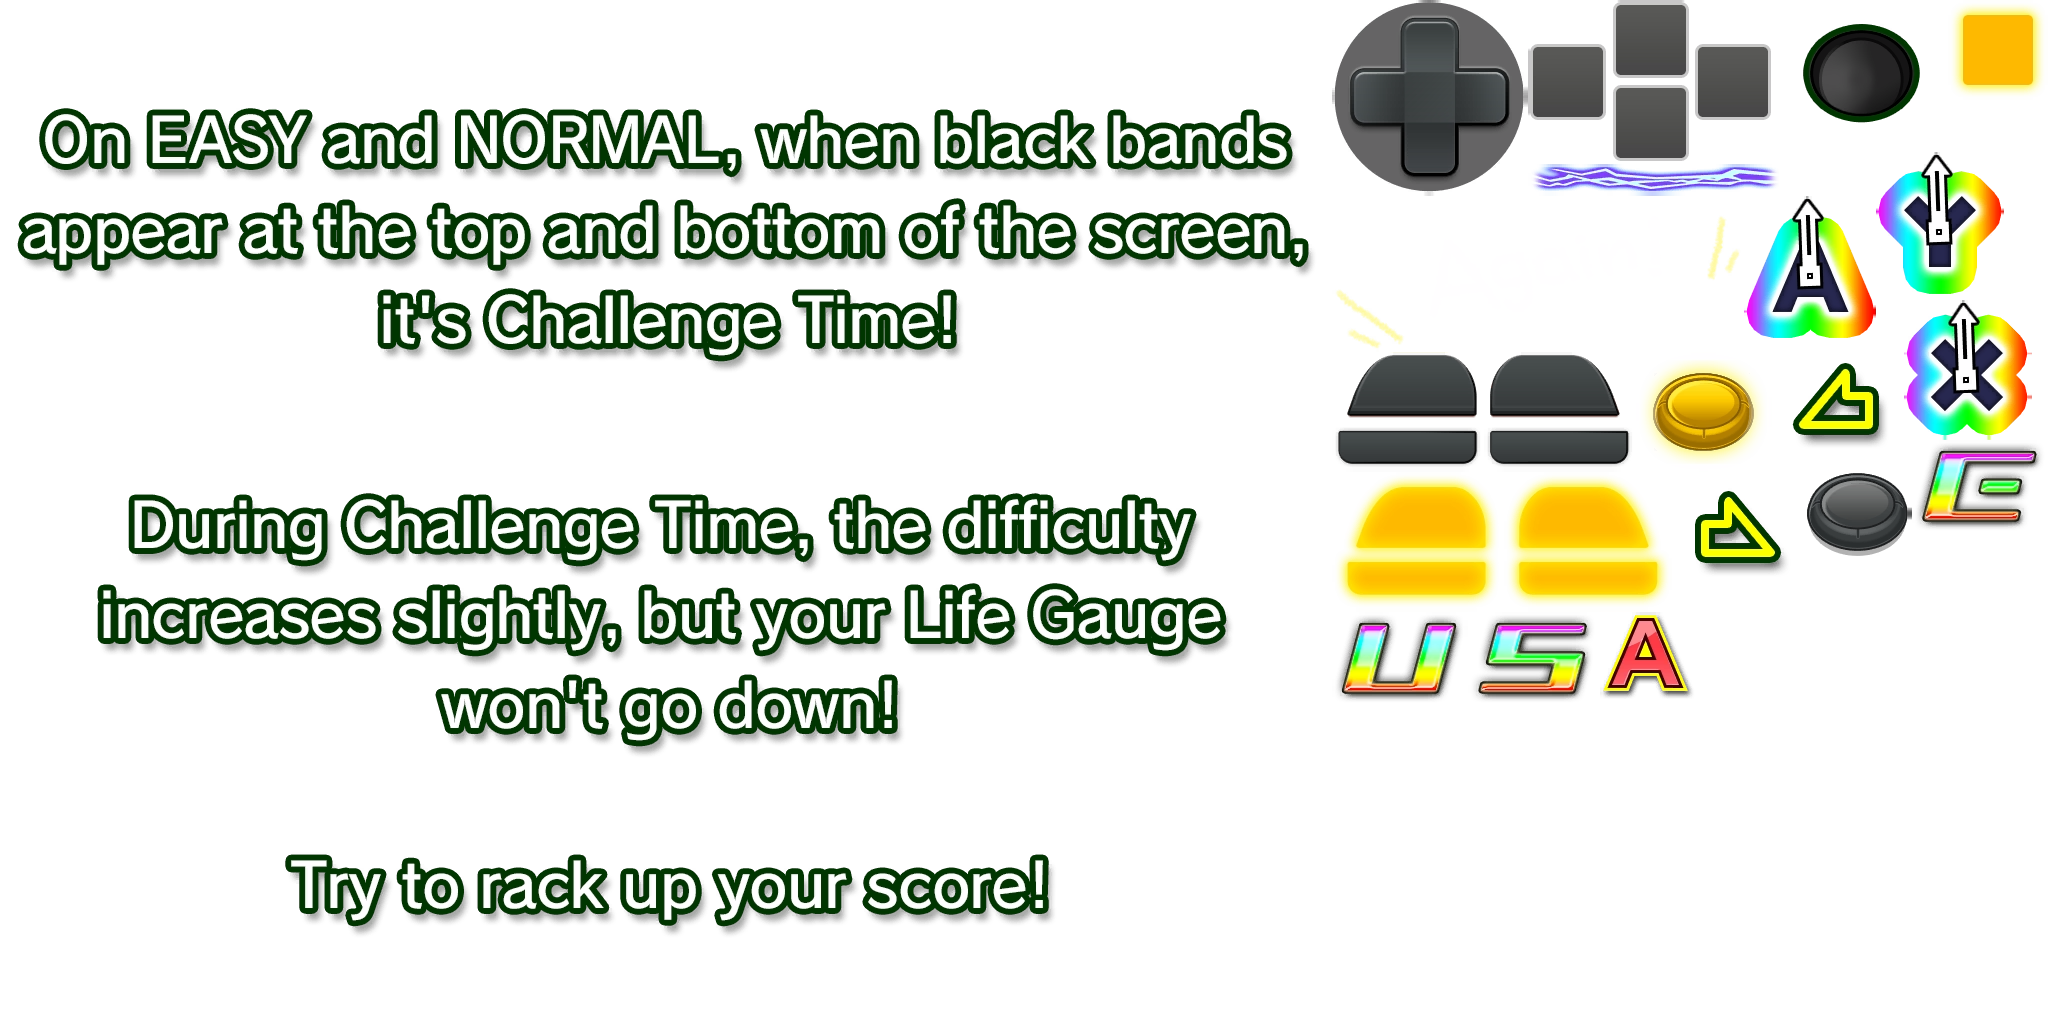 On EASY and NORMAL, when black bands
appear at the top and bottom of the screen,
it's Challenge Time!
During Challenge Time, the difficulty
increases slightly, but your Life Gauge
won't go down!
Try to rack up your score!
Again!
Y
A
X
E
U S A